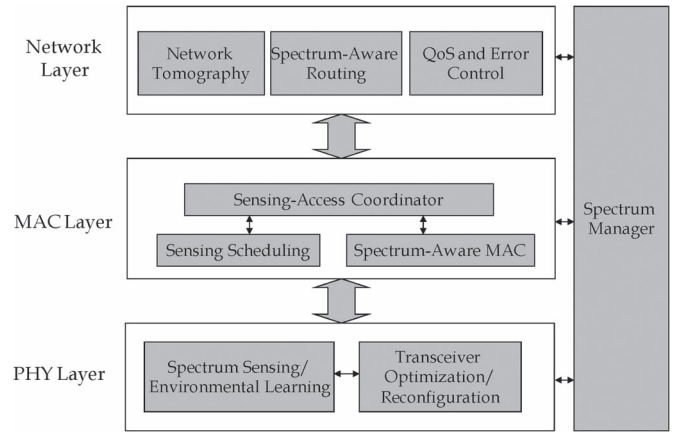 Network
Layer
Network
Tomography
Spectrum-Aware
Routing
QoS and Error
Control
MAC Layer
Sensing-Access Coordinator
Sensing Scheduling
Spectrum-Aware MAC
Spectrum
Manager
PHY Layer
Spectrum Sensing/
Environmental Learning
Transceiver
Optimization/
Reconfiguration